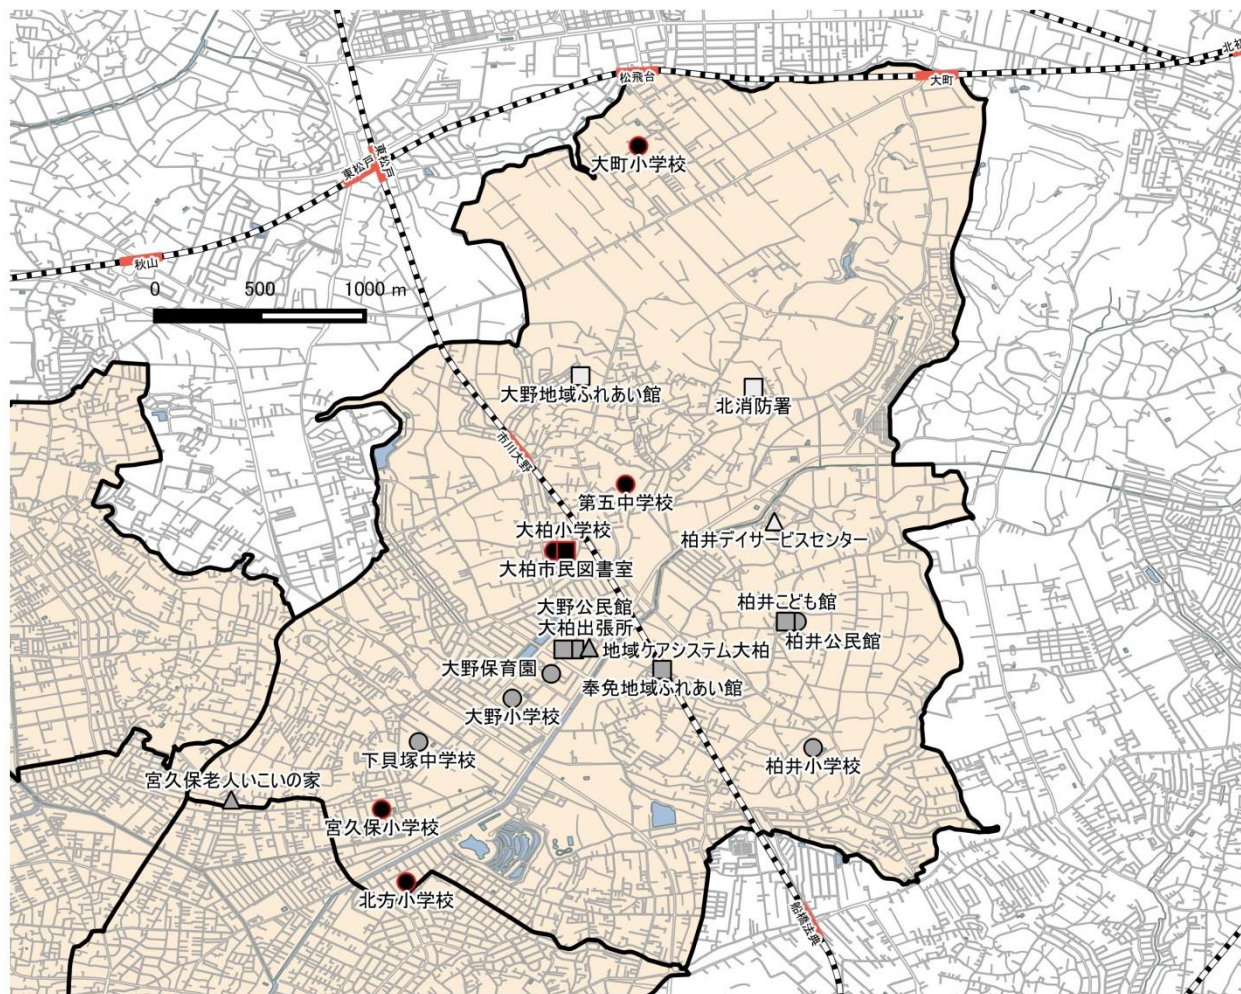 北初
松飛台
大町
大町小学校
東松戸
東松戸
秋山
0 500 1000 m
大野地域ふれあい館
北消防署
市川大野
第五中学校
大柏小学校
柏井デイサービスセンター
大柏市民図書室
柏井こども館
大野公民館
大柏出張所
柏井公民館
地域ケアシステム大柏
大野保育園
奉免地域ふれあい館
大野小学校
下貝塚中学校
柏井小学校
宮久保老人いこいの家
宮久保小学校
北方小学校
船橋法典